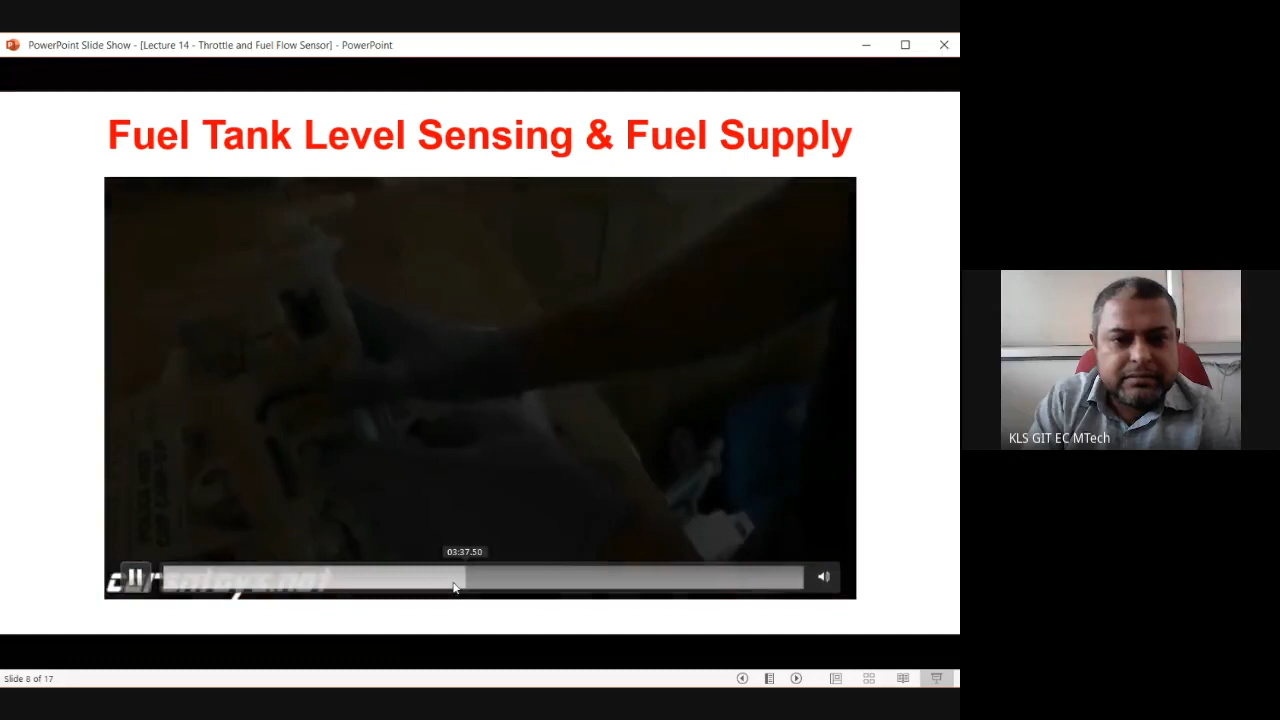 PowerPoint Slide Show - [Lecture 14 - Throttle and Fuel Flow Sensor] - PowerPoint
Fuel Tank Level Sensing & Fuel Supply
03:37.50
KLS GIT EC MTech
Slide 8 of 17